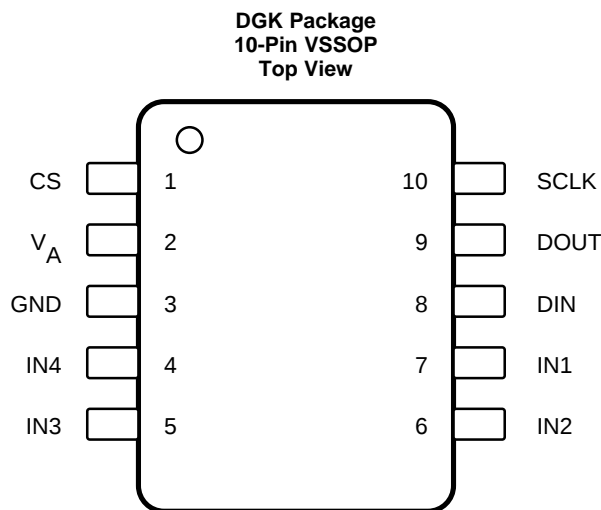 DGK Package
10-Pin VSSOP
Top View
CS 1 10 SCLK
VA 2 9 DOUT
GND 3 8 DIN
IN4 4 7 IN1
IN3 5 6 IN2